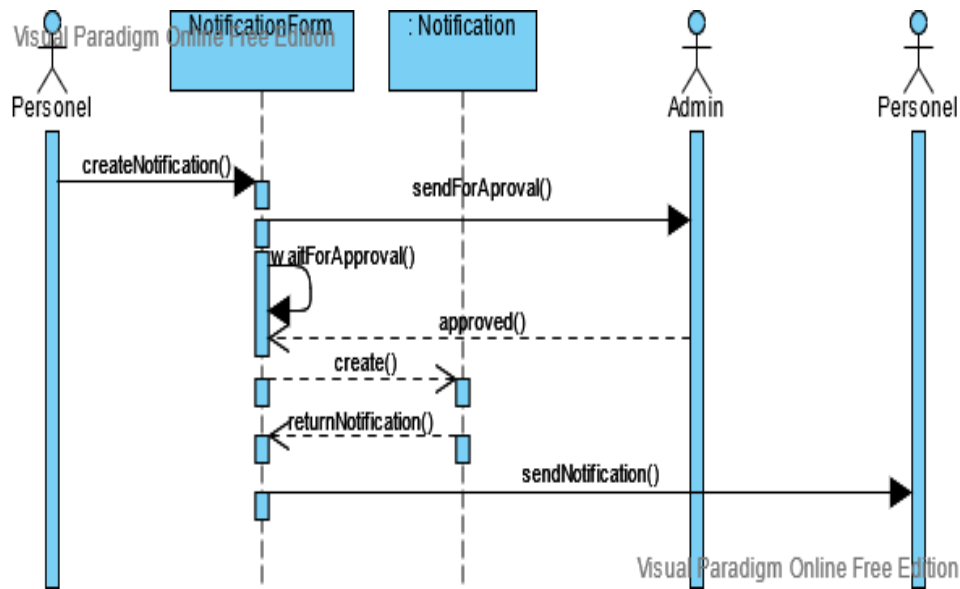 NotificationForm
: Notification
Visual Paradigm Online Free Edition
Personel
Admin
Personel
createNotification()
sendForAproval()
waitForApproval()
approved()
create()
returnNotification()
sendNotification()
Visual Paradigm Online Free Edition